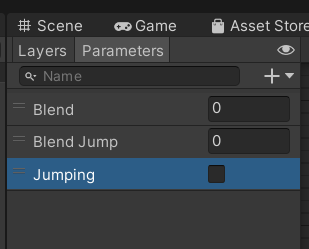 Scene Game Asset Store
Layers Parameters
Name
Blend 0
Blend Jump 0
Jumping